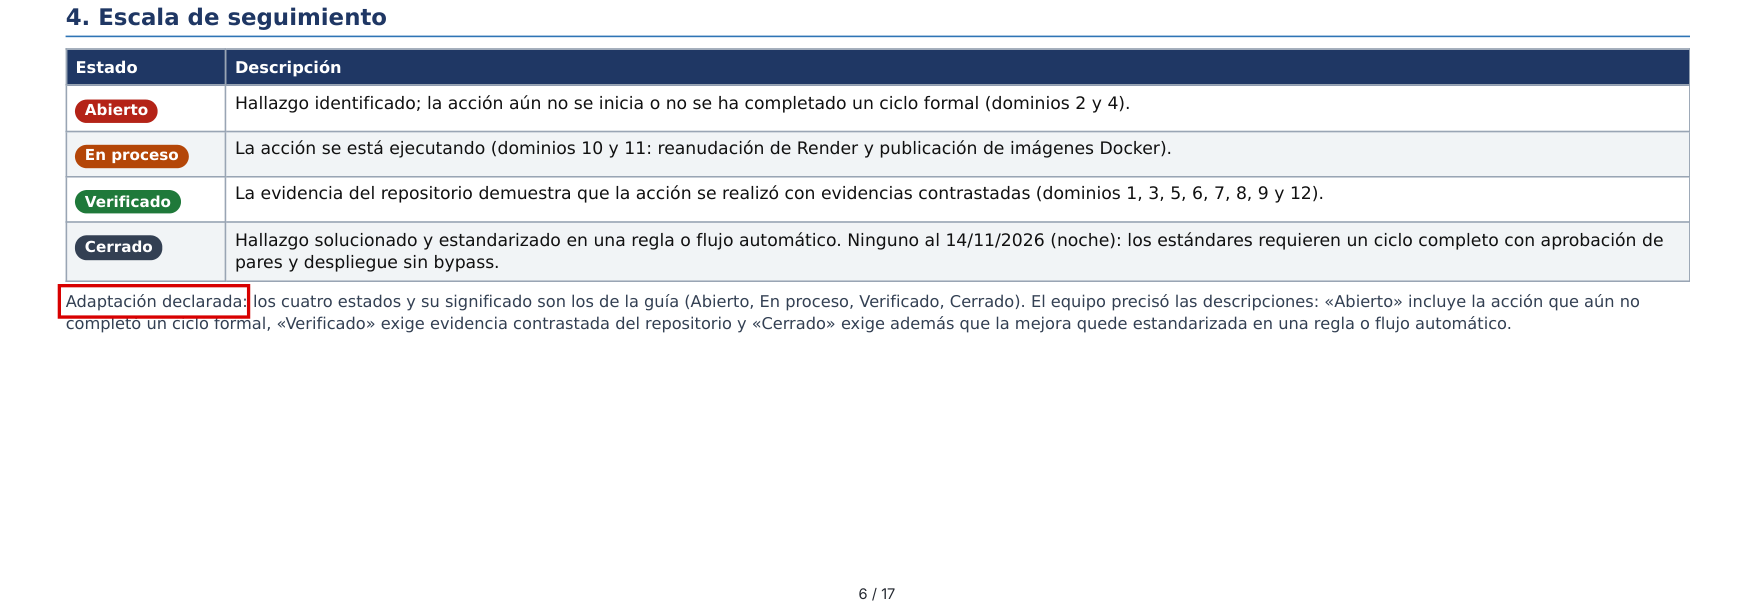 4. Escala de seguimiento
Estado Descripción
Abierto Hallazgo identificado; la acción aún no se inicia o no se ha completado un ciclo formal (dominios 2 y 4).
En proceso La acción se está ejecutando (dominios 10 y 11: reanudación de Render y publicación de imágenes Docker).
Verificado La evidencia del repositorio demuestra que la acción se realizó con evidencias contrastadas (dominios 1, 3, 5, 6, 7, 8, 9 y 12).
Cerrado Hallazgo solucionado y estandarizado en una regla o flujo automático. Ninguno al 14/11/2026 (noche): los estándares requieren un ciclo completo con aprobación de
pares y despliegue sin bypass.
Adaptación declarada: los cuatro estados y su significado son los de la guía (Abierto, En proceso, Verificado, Cerrado). El equipo precisó las descripciones: «Abierto» incluye la acción que aún no
completó un ciclo formal, «Verificado» exige evidencia contrastada del repositorio y «Cerrado» exige además que la mejora quede estandarizada en una regla o flujo automático.
6 / 17